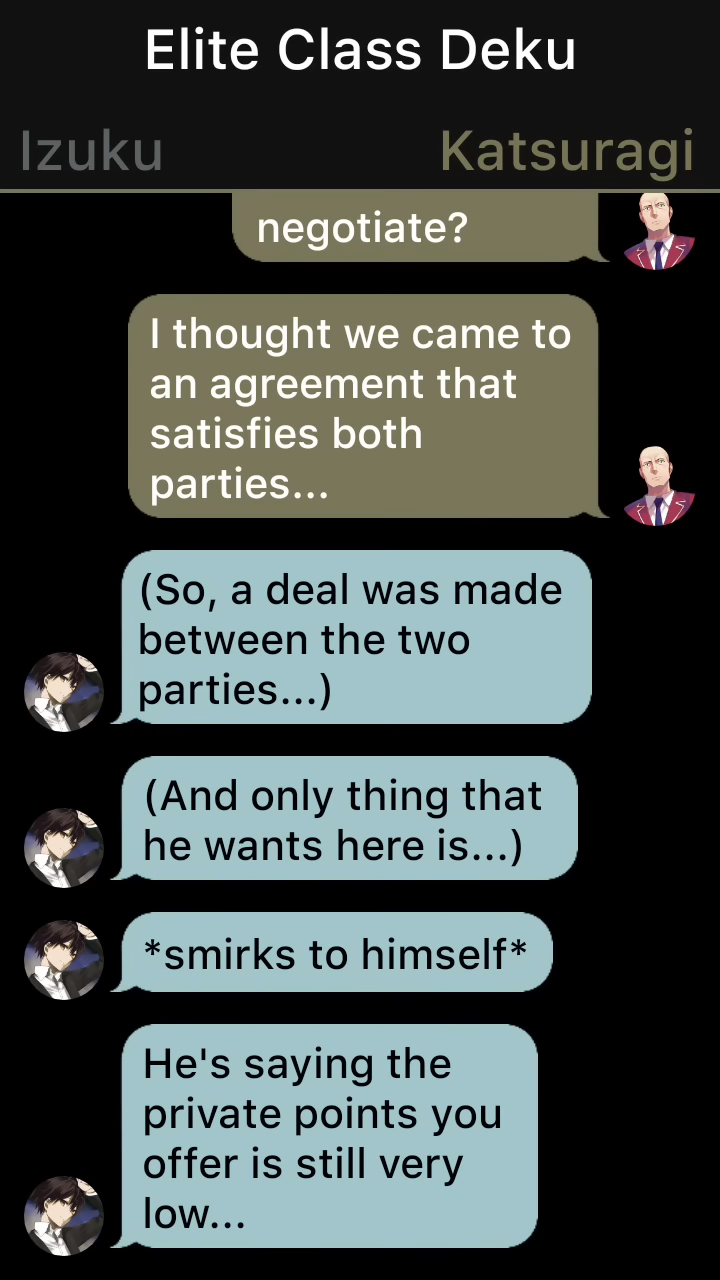 Elite Class Deku
Izuku
Katsuragi
negotiate?
I thought we came to
an agreement that
satisfies both
parties...
(So, a deal was made
between the two
parties...)
(And only thing that
he wants here is...)
*smirks to himself*
He's saying the
private points you
offer is still very
low...